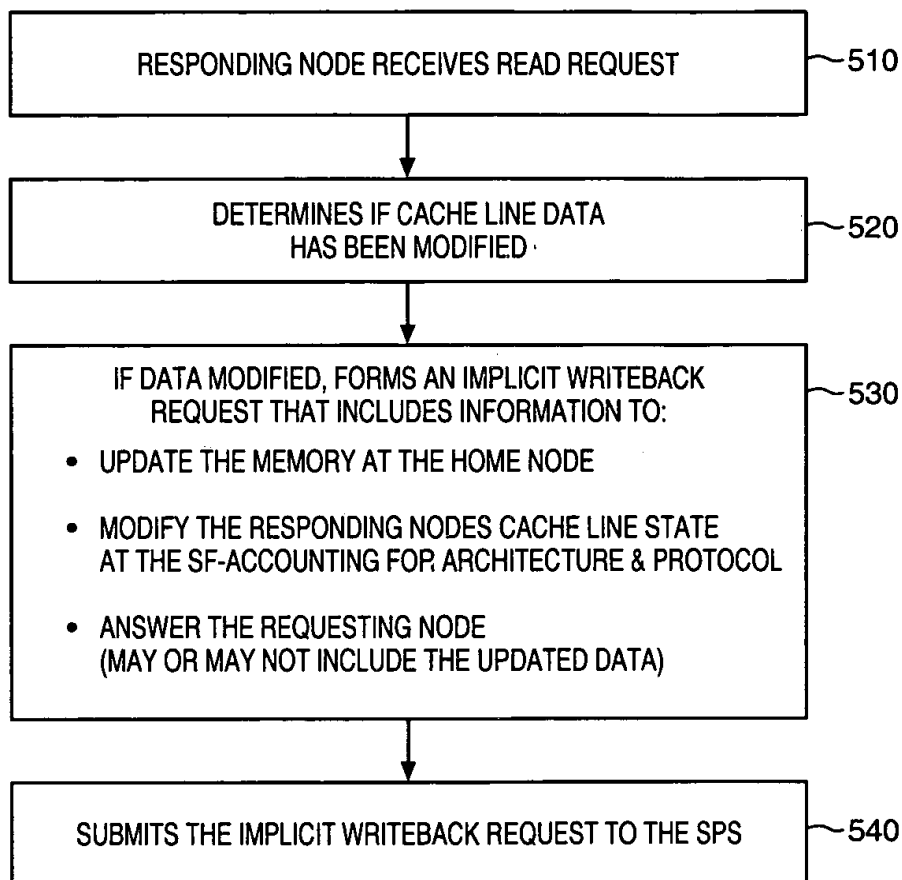 RESPONDING NODE RECEIVES READ REQUEST
510
DETERMINES IF CACHE LINE DATA
HAS BEEN MODIFIED
520
IF DATA MODIFIED, FORMS AN IMPLICIT WRITEBACK
REQUEST THAT INCLUDES INFORMATION TO:
530
• UPDATE THE MEMORY AT THE HOME NODE
• MODIFY THE RESPONDING NODES CACHE LINE STATE
AT THE SF-ACCOUNTING FOR ARCHITECTURE & PROTOCOL
• ANSWER THE REQUESTING NODE
(MAY OR MAY NOT INCLUDE THE UPDATED DATA)
SUBMITS THE IMPLICIT WRITEBACK REQUEST TO THE SPS
540